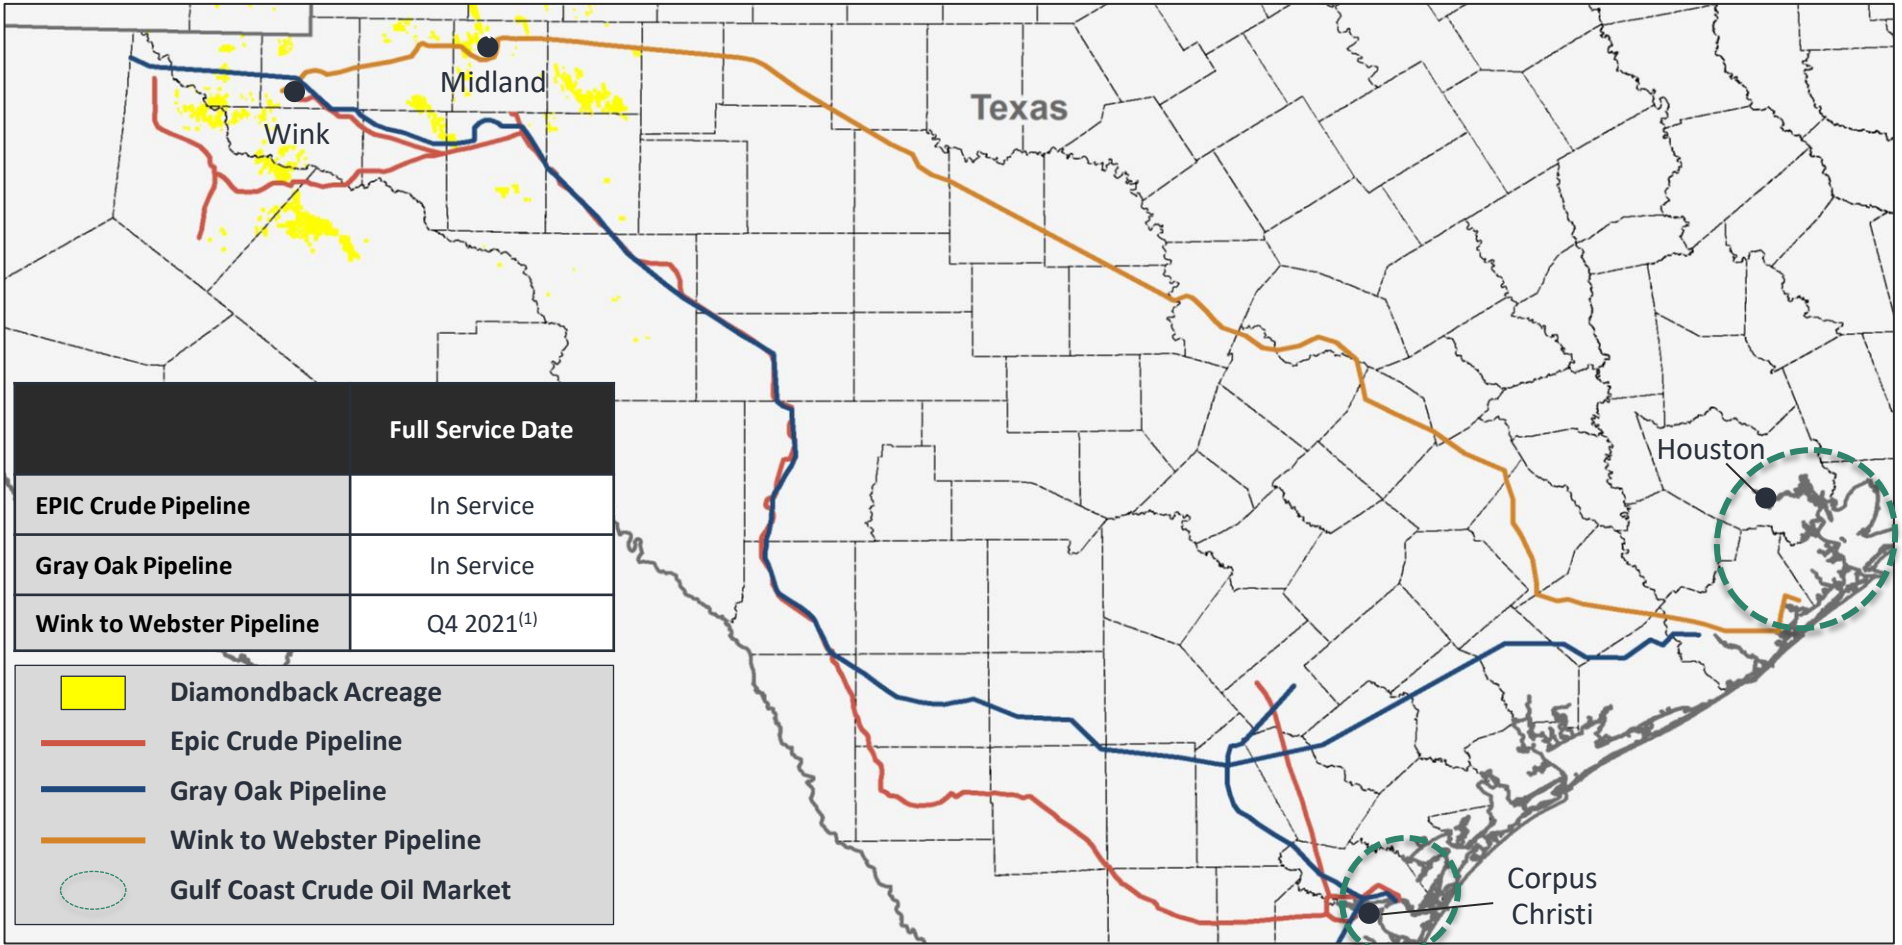 Midland
Texas
Wink
Houston
Full Service Date
EPIC Crude Pipeline In Service
Gray Oak Pipeline In Service
Wink to Webster Pipeline Q4 2021(1)
Diamondback Acreage
Epic Crude Pipeline
Gray Oak Pipeline
Wink to Webster Pipeline
Gulf Coast Crude Oil Market
Corpus
Christi